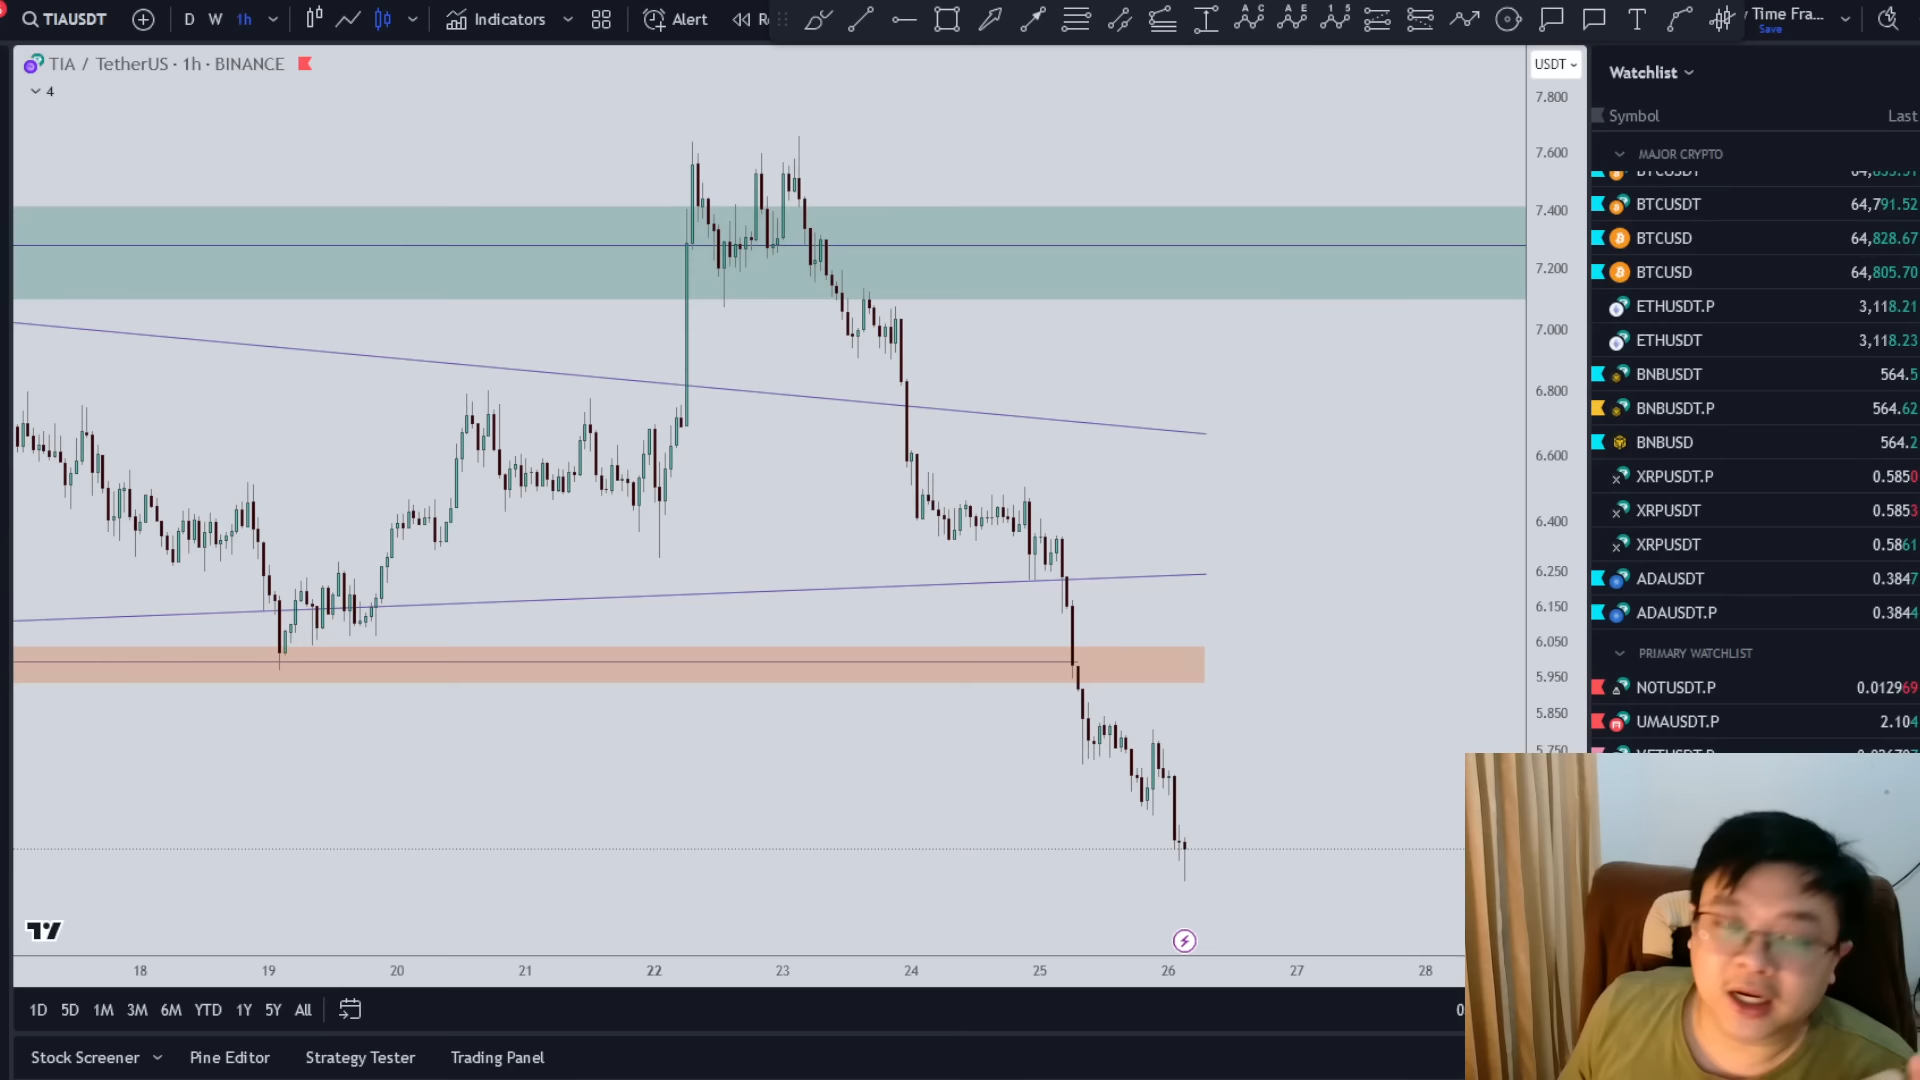 TIAUSDT D W 1h Indicators Alert Time Fra...
Save
TIA / TetherUS · 1h · BINANCE
4
USDT
7.800
7.600
7.400
7.200
7.000
6.800
6.600
6.400
6.250
6.150
6.050
5.950
5.850
5.750
18 19 20 21 22 23 24 25 26 27 28
1D 5D 1M 3M 6M YTD 1Y 5Y All
Stock Screener Pine Editor Strategy Tester Trading Panel
Watchlist
Symbol Last
MAJOR CRYPTO
BTCUSDT
BTCUSDT 64,791.52
BTCUSD 64,828.67
BTCUSD 64,805.70
ETHUSDT.P 3,118.21
ETHUSDT 3,118.23
BNBUSDT 564.5
BNBUSDT.P 564.62
BNBUSD 564.2
XRPUSDT.P 0.5850
XRPUSDT 0.5853
XRPUSDT 0.5861
ADAUSDT 0.3847
ADAUSDT.P 0.3844
PRIMARY WATCHLIST
NOTUSDT.P 0.012969
UMAUSDT.P 2.104